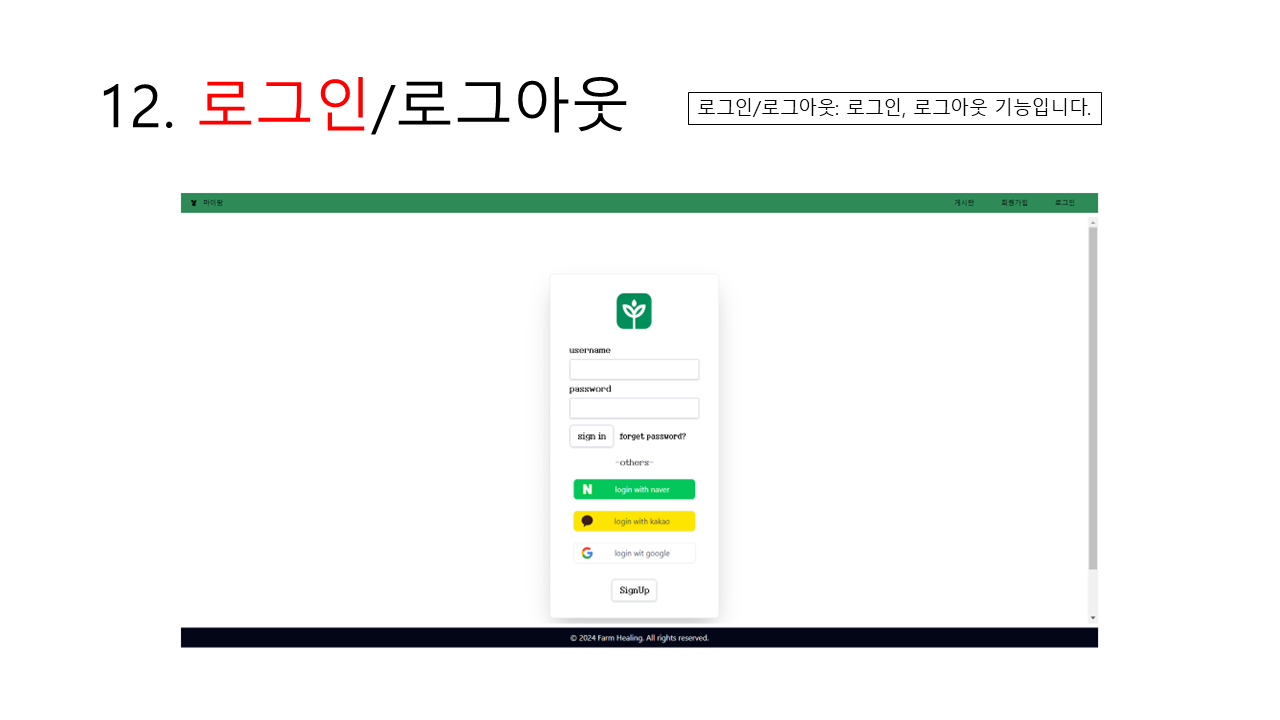 12. 로그인/로그아웃
로그인/로그아웃: 로그인, 로그아웃 기능입니다.
마이팜
게시판
회원가입
로그인
username
password
sign in
forget password?
-others-
N
login with naver
login with kakao
G
login wit google
SignUp
© 2024 Farm Healing. All rights reserved.